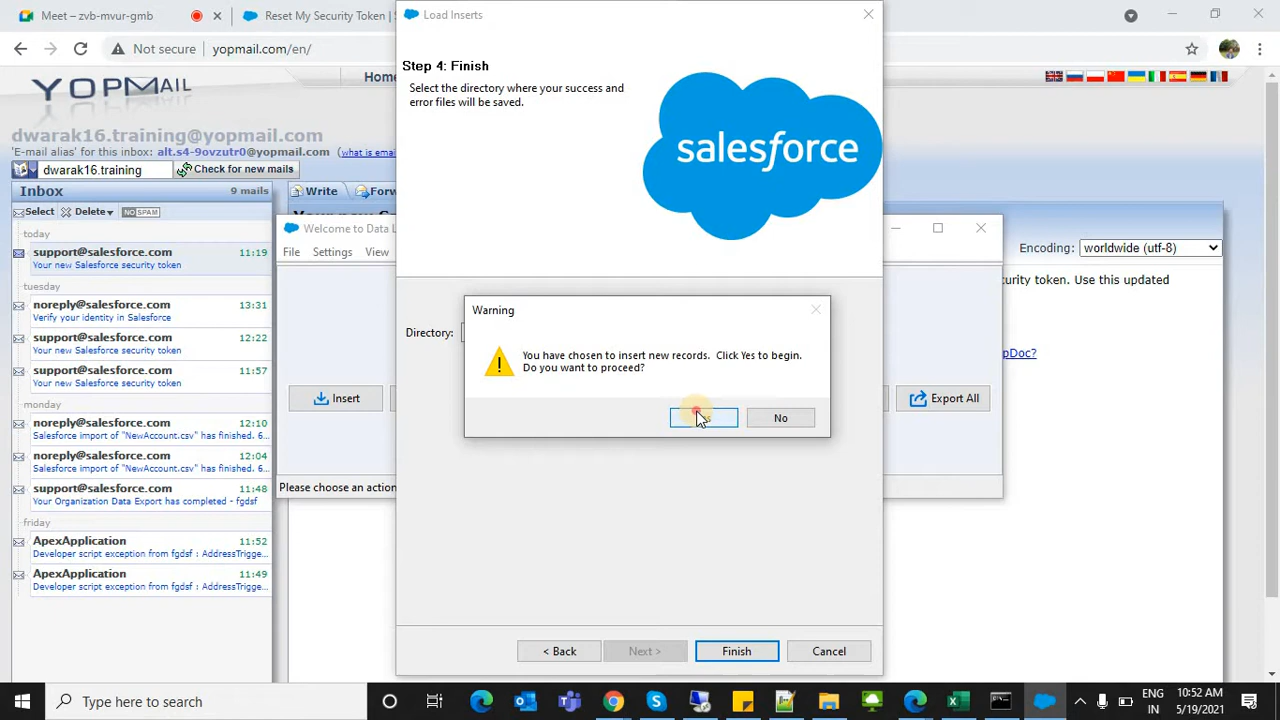 Meet – zvb-mvur-gmb
Reset My Security Token |
Load Inserts
Not secure
yopmail.com/en/
Step 4: Finish
Select the directory where your success and
error files will be saved.
salesforce
YOPMAIL
Home
dwarak16.training@yopmail.com
'E-mail alias' for this inbox: alt.s4-9ovzutr0@yopmail.com (what is email
dwarak16.training
Check for new mails
Inbox
9 mails
Write
Forw
Select
Delete
NO SPAM
today
support@salesforce.com 11:19
Your new Salesforce security token
tuesday
noreply@salesforce.com 13:31
Verify your identity in Salesforce
support@salesforce.com 12:22
Your new Salesforce security token
support@salesforce.com 11:57
Your new Salesforce security token
monday
noreply@salesforce.com 12:10
Salesforce import of "NewAccount.csv" has finished. 6...
noreply@salesforce.com 12:04
Salesforce import of "NewAccount.csv" has finished. 6...
support@salesforce.com 11:48
Your Organization Data Export has completed - fgdsf
friday
ApexApplication 11:52
Developer script exception from fgdsf : AddressTrigge...
ApexApplication 11:49
Developer script exception from fgdsf : AddressTrigge...
Welcome to Data L
File Settings View
Encoding: worldwide (utf-8)
curity token. Use this updated
pDoc?
Insert
Export All
Please choose an action
Directory:
Warning
You have chosen to insert new records. Click Yes to begin.
Do you want to proceed?
No
< Back
Next >
Finish
Cancel
Type here to search
ENG
IN
10:52 AM
5/19/2021